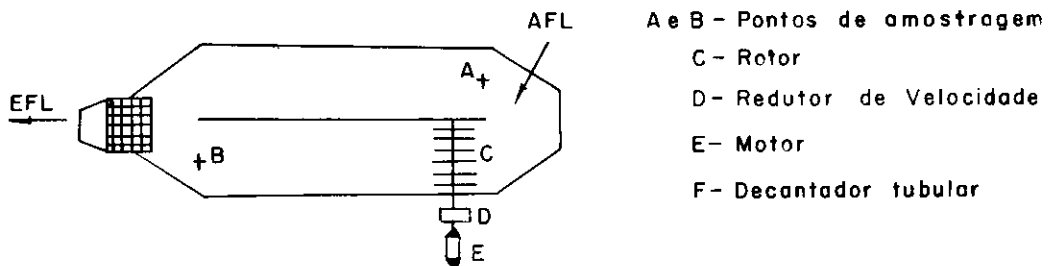 AFL
A
EFL
B
C
D
E
A e B - Pontos de amostragem
C - Rotor
D - Redutor de Velocidade
E - Motor
F - Decantador tubular